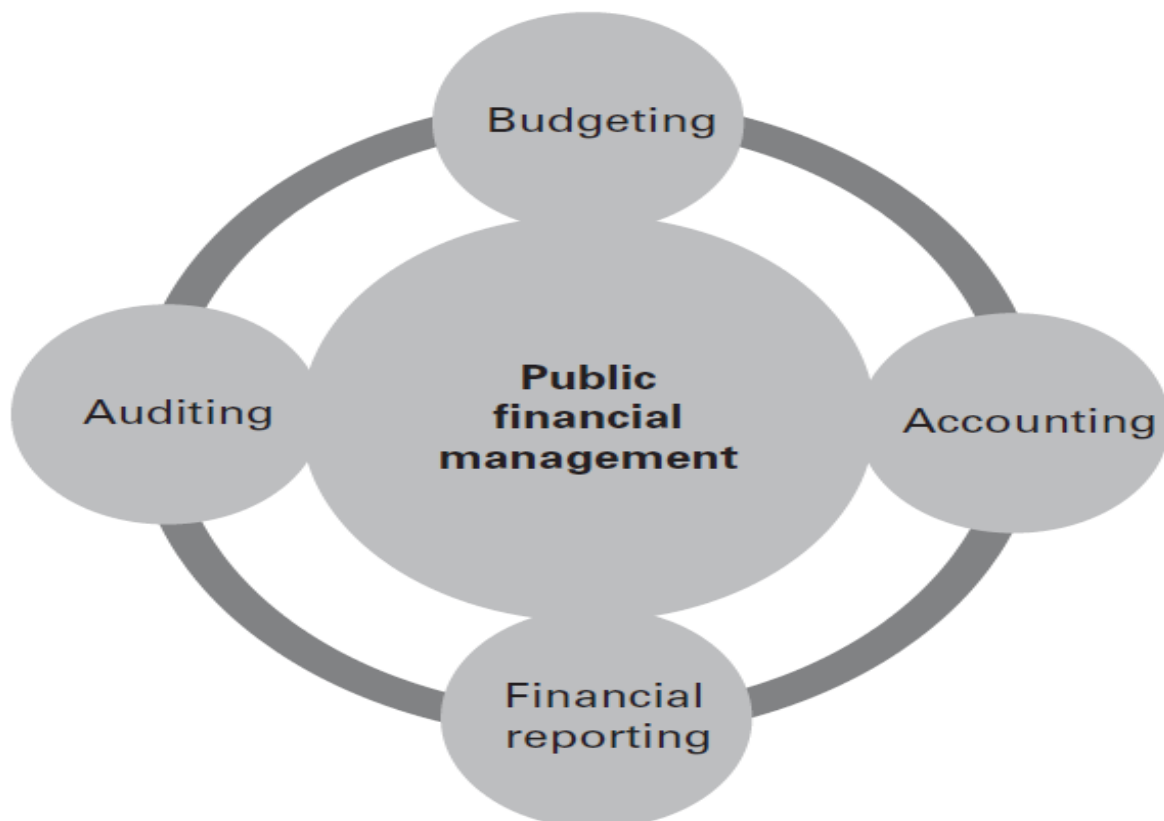 Budgeting
Auditing
Public
financial
management
Accounting
Financial
reporting